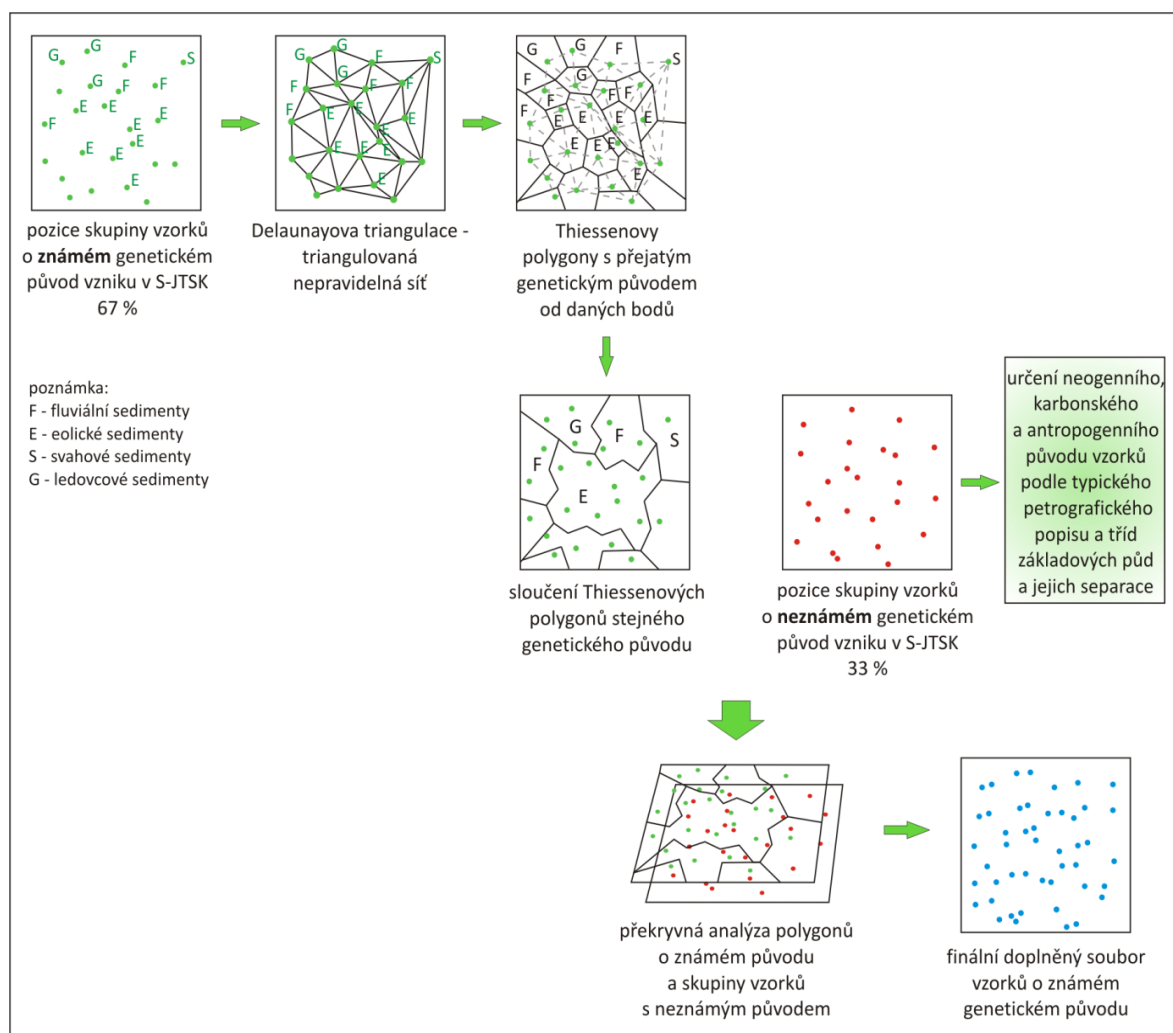 G
G
F
S
G
F
F
E
E
F
E
E
E
E
E
E
pozice skupiny vzorků
o známém genetickém
původ vzniku v S-JTSK
67 %
G
G
F
S
G
F
F
F
F
E
E
E
E
E
E
E
E
Delaunayova triangulace -
triangulovaná
nepravidelná síť
G
G
F
S
F
G
F
F
F
F
E
E
E
E
E
E
E
E
Thiessenovy
polygony s přejatým
genetickým původem
od daných bodů
poznámka:
F - fluviální sedimenty
E - eolické sedimenty
S - svahové sedimenty
G - ledovcové sedimenty
G
F
S
F
E
sloučení Thiessenových
polygonů stejného
genetického původu
pozice skupiny vzorků
o neznámém genetickém
původ vzniku v S-JTSK
33 %
určení neogenního,
karbonského
a antropogenního
původu vzorků
podle typického
petrografického
popisu a tříd
základových půd
a jejich separace
překryvná analýza polygonů
o známém původu
a skupiny vzorků
s neznámým původem
finální doplněný soubor
vzorků o známém
genetickém původu